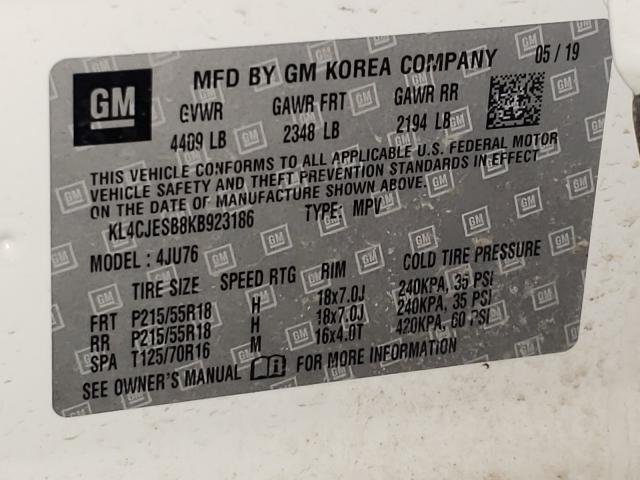 GM
MFD BY GM KOREA COMPANY 05 / 19
GVWR GAWR FRT GAWR RR
4409 LB 2348 LB 2194 LB
THIS VEHICLE CONFORMS TO ALL APPLICABLE U.S. FEDERAL MOTOR
VEHICLE SAFETY AND THEFT PREVENTION STANDARDS IN EFFECT
ON THE DATE OF MANUFACTURE SHOWN ABOVE.
KL4CJESB8KB923186 TYPE: MPV
MODEL : 4JU76
TIRE SIZE SPEED RTG RIM COLD TIRE PRESSURE
FRT P215/55R18 H 18x7.0J 240KPA, 35 PSI
RR P215/55R18 H 18x7.0J 240KPA, 35 PSI
SPA T125/70R16 M 16x4.0T 420KPA, 60 PSI
SEE OWNER'S MANUAL FOR MORE INFORMATION